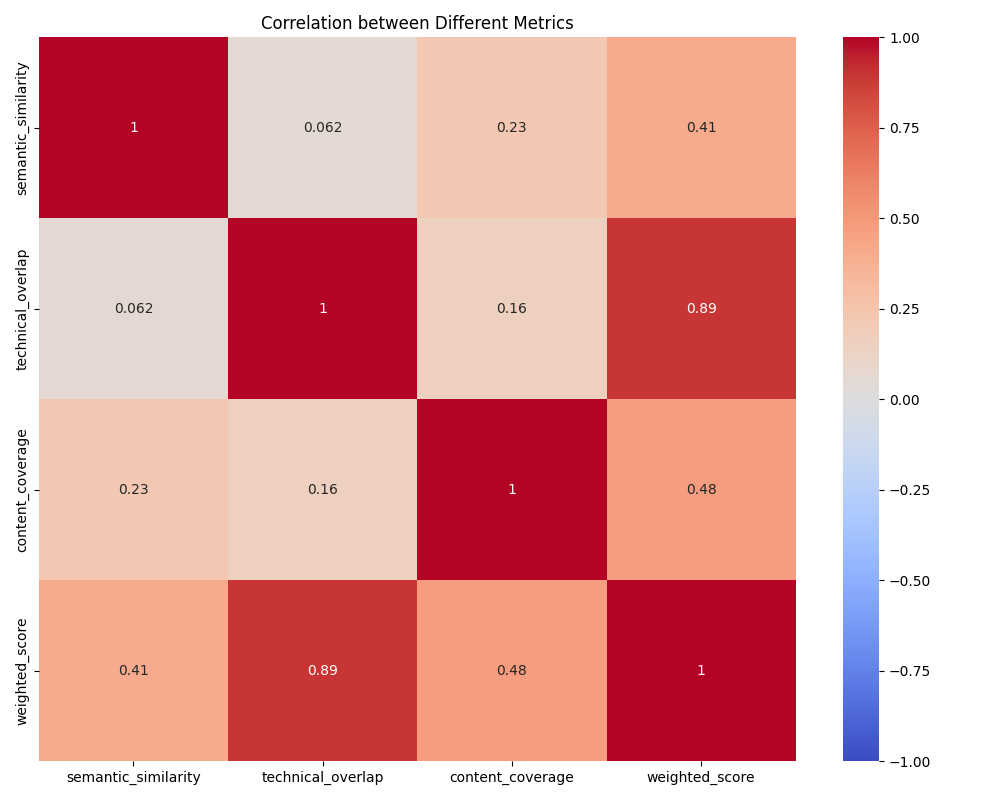 Correlation between Different Metrics
semantic_similarity
1
0.062
0.23
0.41
technical_overlap
0.062
1
0.16
0.89
content_coverage
0.23
0.16
1
0.48
weighted_score
0.41
0.89
0.48
1
semantic_similarity
technical_overlap
content_coverage
weighted_score
1.00
0.75
0.50
0.25
0.00
−0.25
−0.50
−0.75
−1.00